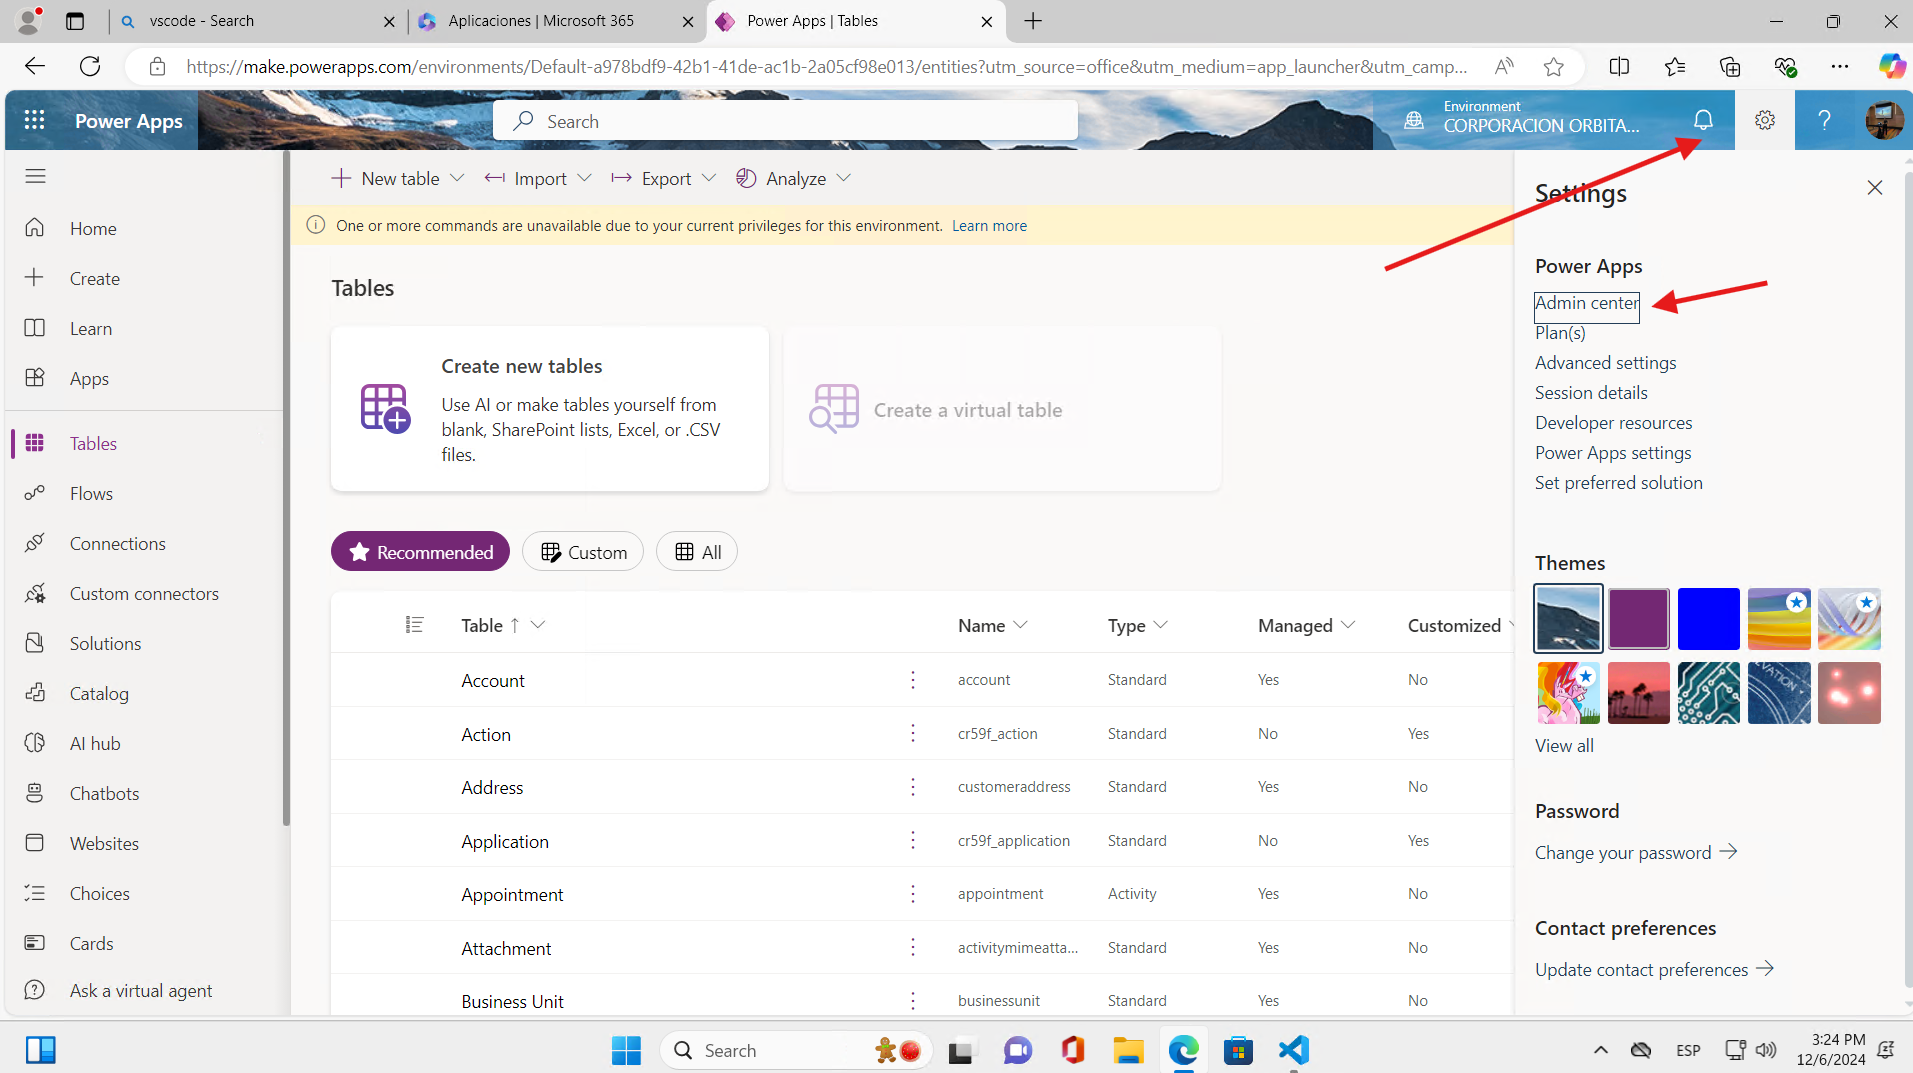 vscode - Search
Aplicaciones | Microsoft 365
Power Apps | Tables
https://make.powerapps.com/environments/Default-a978bdf9-42b1-41de-ac1b-2a05cf98e013/entities?utm_source=office&utm_medium=app_launcher&utm_camp...
Power Apps
Search
Environment
CORPORACION ORBITA...
New table
Import
Export
Analyze
One or more commands are unavailable due to your current privileges for this environment. Learn more
Home
Create
Learn
Apps
Tables
Flows
Connections
Custom connectors
Solutions
Catalog
AI hub
Chatbots
Websites
Choices
Cards
Ask a virtual agent
Tables
Create new tables
Use AI or make tables yourself from
blank, SharePoint lists, Excel, or .CSV
files.
Create a virtual table
Recommended
Custom
All
Table ↑ Name Type Managed Customized
Account account Standard Yes No
Action cr59f_action Standard No Yes
Address customeraddress Standard Yes No
Application cr59f_application Standard No Yes
Appointment appointment Activity Yes No
Attachment activitymimeatta... Standard Yes No
Business Unit businessunit Standard Yes No
Settings
Power Apps
Admin center
Plan(s)
Advanced settings
Session details
Developer resources
Power Apps settings
Set preferred solution
Themes
View all
Password
Change your password
Contact preferences
Update contact preferences
Search
ESP
3:24 PM
12/6/2024